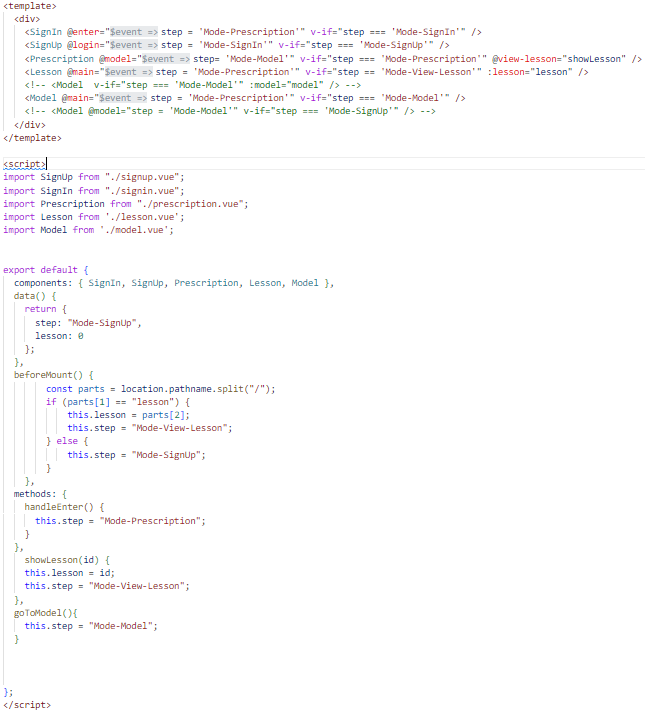 <template>
<div>
<SignIn @enter="$event => step = 'Mode-Prescription'" v-if="step === 'Mode-SignIn'" />
<SignUp @login="$event => step = 'Mode-SignIn'" v-if="step === 'Mode-SignUp'" />
<Prescription @model="$event => step= 'Mode-Model'" v-if="step === 'Mode-Prescription'" @view-lesson="showLesson" />
<Lesson @main="$event => step = 'Mode-Prescription'" v-if="step == 'Mode-View-Lesson'" :lesson="lesson" />
<!-- <Model  v-if="step === 'Mode-Model'" :model="model" /> -->
<Model @main="$event => step = 'Mode-Prescription'" v-if="step === 'Mode-Model'" />
<!-- <Model @model="step = 'Mode-Model'" v-if="step === 'Mode-SignUp'" /> -->
</div>
</template>
<script>
import SignUp from "./signup.vue";
import SignIn from "./signin.vue";
import Prescription from "./prescription.vue";
import Lesson from './lesson.vue';
import Model from './model.vue';
export default {
components: { SignIn, SignUp, Prescription, Lesson, Model },
data() {
return {
step: "Mode-SignUp",
lesson: 0
};
},
beforeMount() {
const parts = location.pathname.split("/");
if (parts[1] == "lesson") {
this.lesson = parts[2];
this.step = "Mode-View-Lesson";
} else {
this.step = "Mode-SignUp";
}
},
methods: {
handleEnter() {
this.step = "Mode-Prescription";
}
},
showLesson(id) {
this.lesson = id;
this.step = "Mode-View-Lesson";
},
goToModel(){
this.step = "Mode-Model";
}
};
</script>